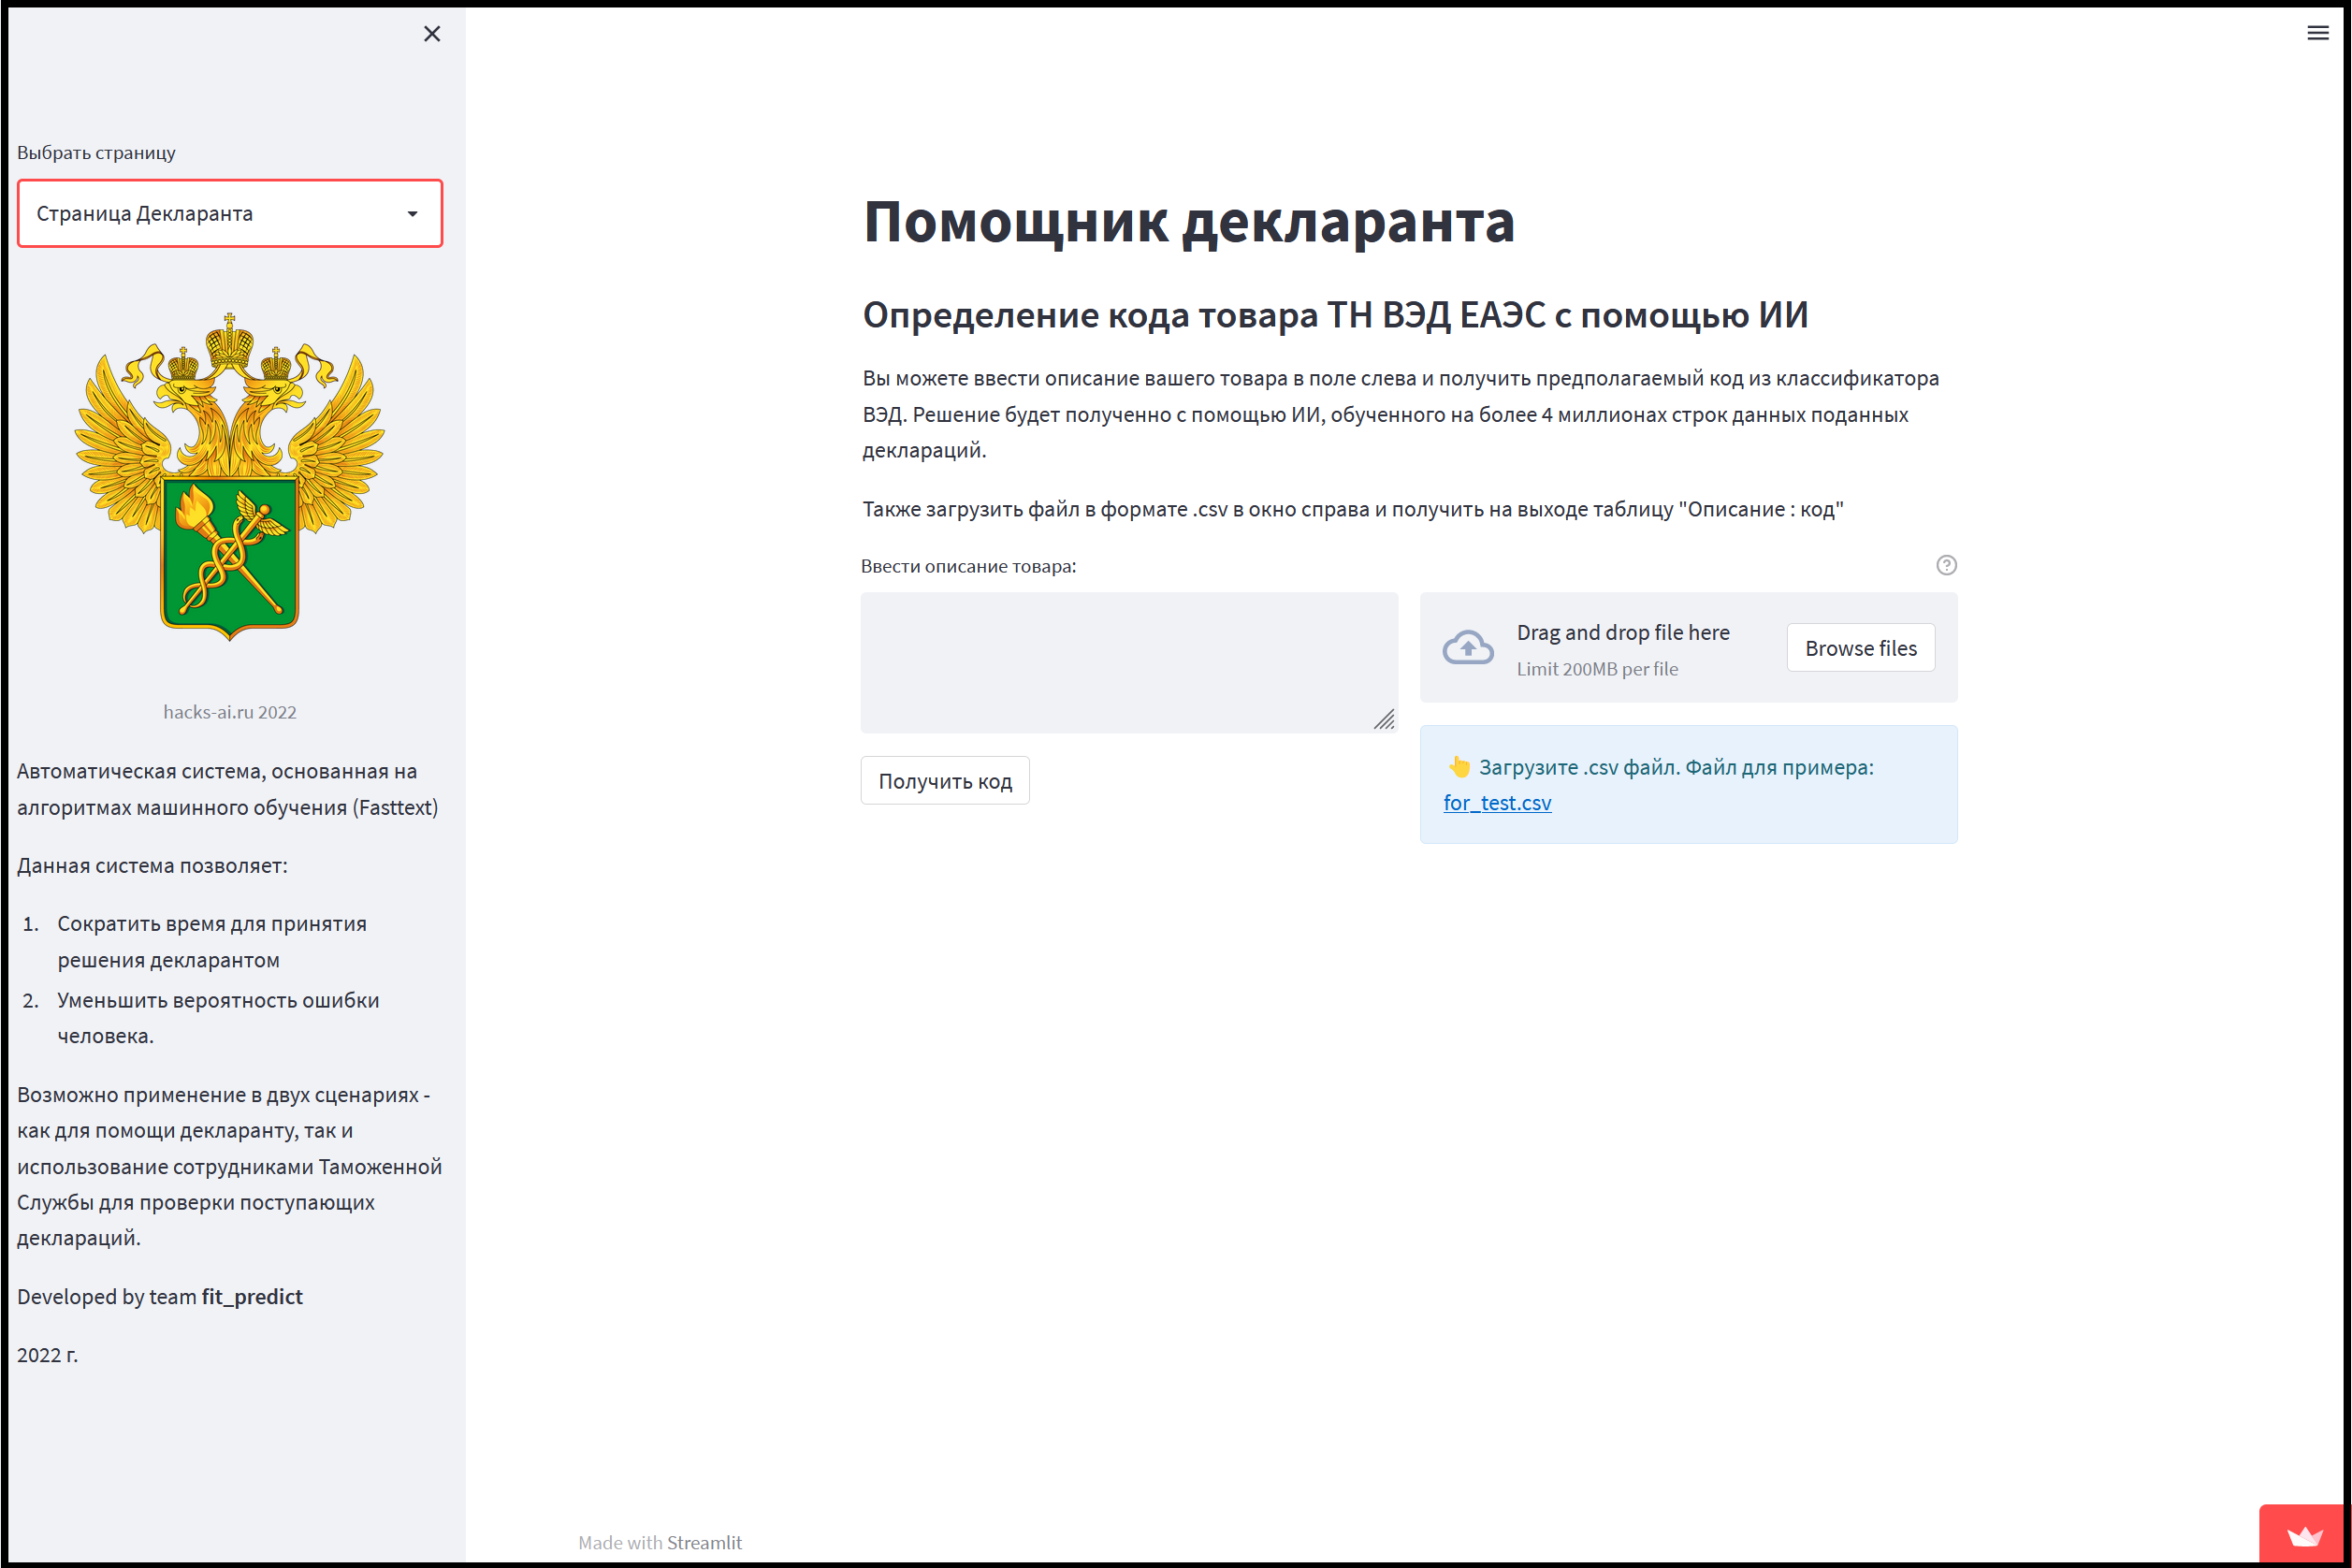 Выбрать страницу
Страница Декларанта
hacks-ai.ru 2022
Автоматическая система, основанная на
алгоритмах машинного обучения (Fasttext)
Данная система позволяет:
1. Сократить время для принятия
решения декларантом
2. Уменьшить вероятность ошибки
человека.
Возможно применение в двух сценариях -
как для помощи декларанту, так и
использование сотрудниками Таможенной
Службы для проверки поступающих
деклараций.
Developed by team fit_predict
2022 г.
Помощник декларанта
Определение кода товара ТН ВЭД ЕАЭС с помощью ИИ
Вы можете ввести описание вашего товара в поле слева и получить предполагаемый код из классификатора
ВЭД. Решение будет полученно с помощью ИИ, обученного на более 4 миллионах строк данных поданных
деклараций.
Также загрузить файл в формате .csv в окно справа и получить на выходе таблицу "Описание : код"
Ввести описание товара:
Получить код
Drag and drop file here
Limit 200MB per file
Browse files
👆 Загрузите .csv файл. Файл для примера:
for_test.csv
Made with Streamlit